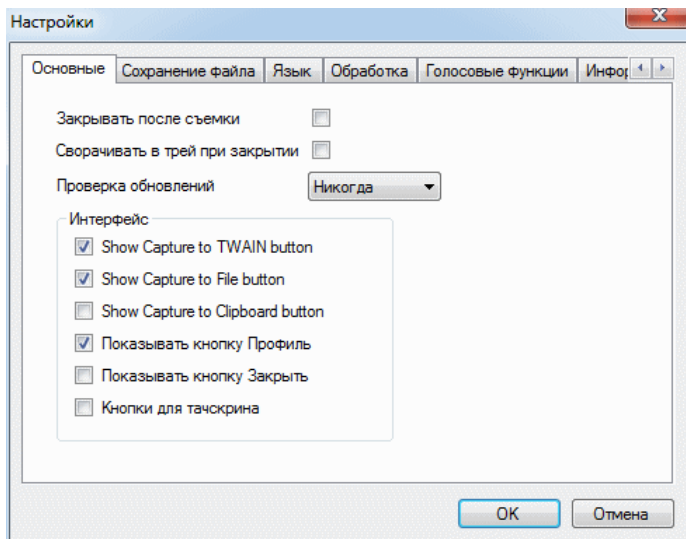 Настройки
Основные Сохранение файла Язык Обработка Голосовые функции Инфор
Закрывать после съемки
Сворачивать в трей при закрытии
Проверка обновлений Никогда
Интерфейс
Show Capture to TWAIN button
Show Capture to File button
Show Capture to Clipboard button
Показывать кнопку Профиль
Показывать кнопку Закрыть
Кнопки для тачскрина
OK Отмена